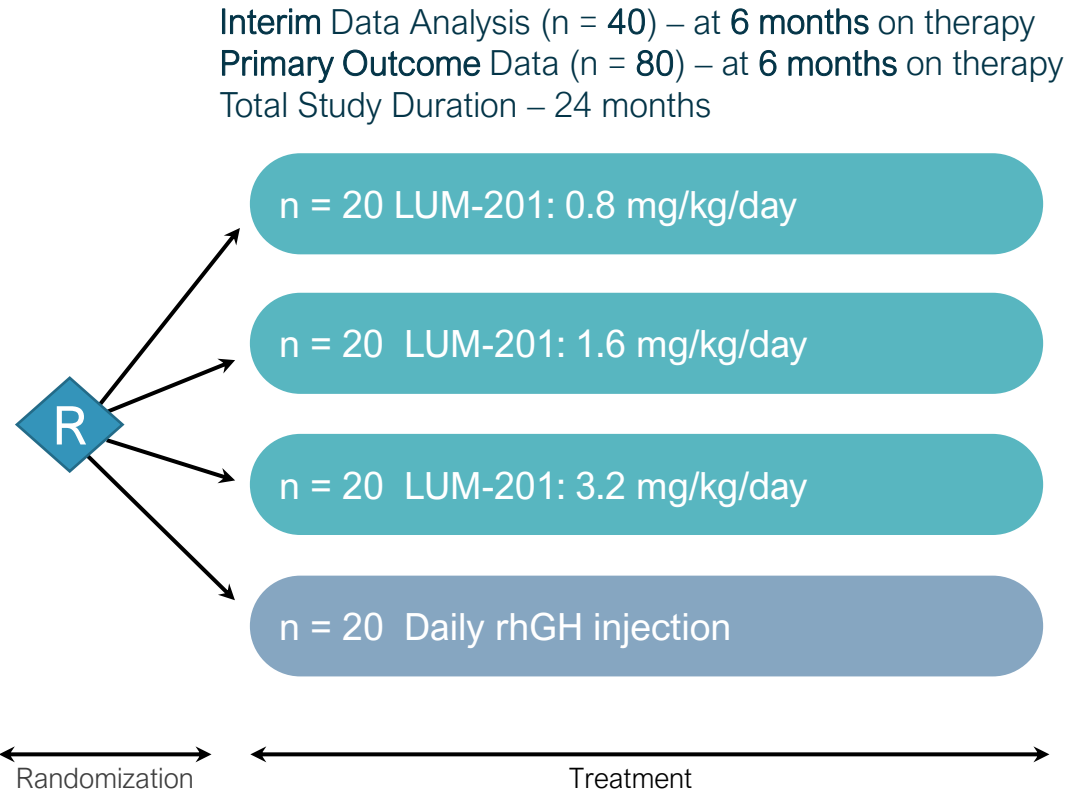 Interim Data Analysis (n = 40) – at 6 months on therapy
Primary Outcome Data (n = 80) – at 6 months on therapy
Total Study Duration – 24 months
n = 20 LUM-201: 0.8 mg/kg/day
n = 20 LUM-201: 1.6 mg/kg/day
R
n = 20 LUM-201: 3.2 mg/kg/day
n = 20 Daily rhGH injection
Randomization
Treatment